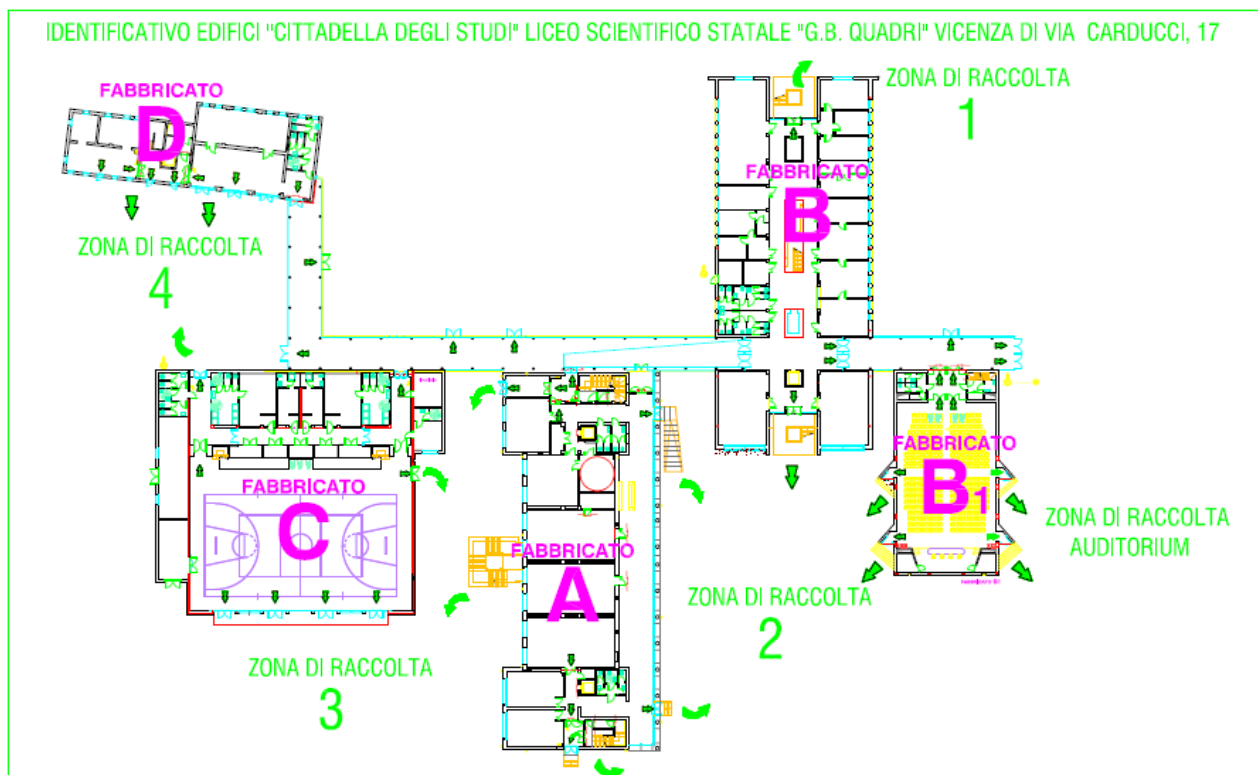 IDENTIFICATIVO EDIFICI "CITTADELLA DEGLI STUDI" LICEO SCIENTIFICO STATALE "G.B. QUADRI" VICENZA DI VIA CARDUCCI, 17
FABBRICATO
D
ZONA DI RACCOLTA
1
FABBRICATO
B
ZONA DI RACCOLTA
4
FABBRICATO
C
FABBRICATO
A
FABBRICATO
B1
ZONA DI RACCOLTA
AUDITORIUM
FABBRICATO B1
ZONA DI RACCOLTA
2
ZONA DI RACCOLTA
3